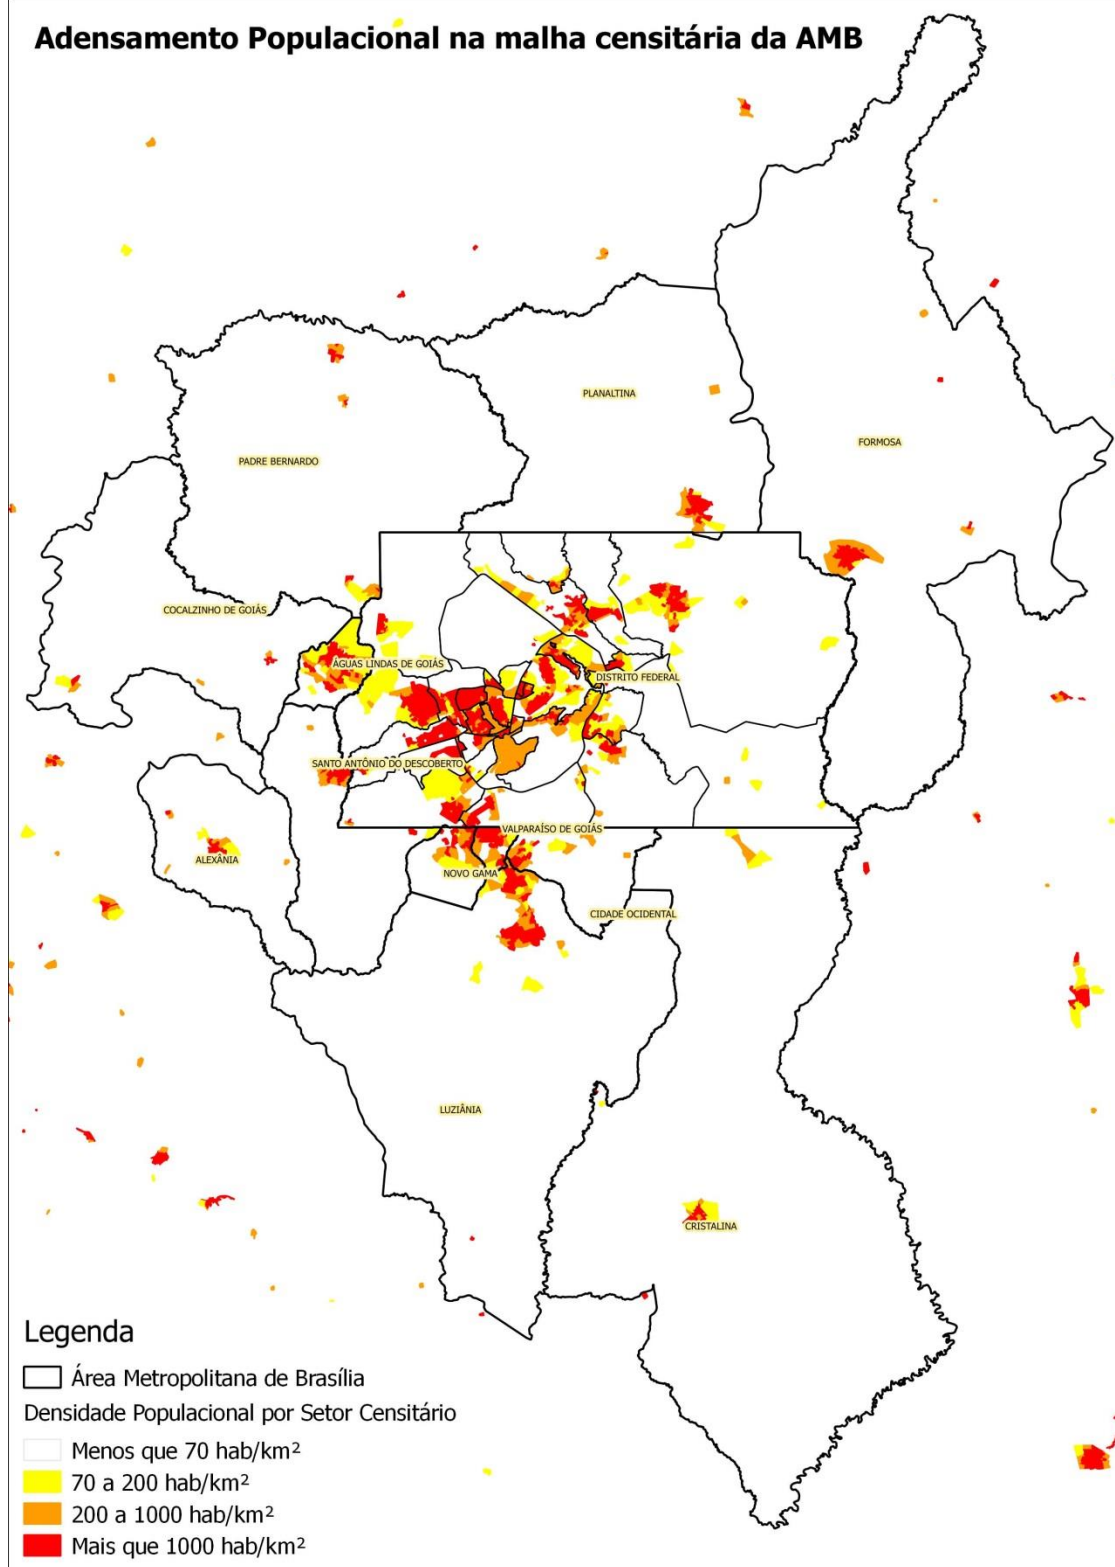 Adensamento Populacional na malha censitária da AMB
PLANALTINA
FORMOSA
PADRE BERNARDO
COCALZINHO DE GOIÁS
ÁGUAS LINDAS DE GOIÁS
DISTRITO FEDERAL
SANTO ANTÔNIO DO DESCOBERTO
VALPARAÍSO DE GOIÁS
ALEXÂNIA
NOVO GAMA
CIDADE OCIDENTAL
LUZIÂNIA
CRISTALINA
Legenda
Área Metropolitana de Brasília
Densidade Populacional por Setor Censitário
Menos que 70 hab/km²
70 a 200 hab/km²
200 a 1000 hab/km²
Mais que 1000 hab/km²